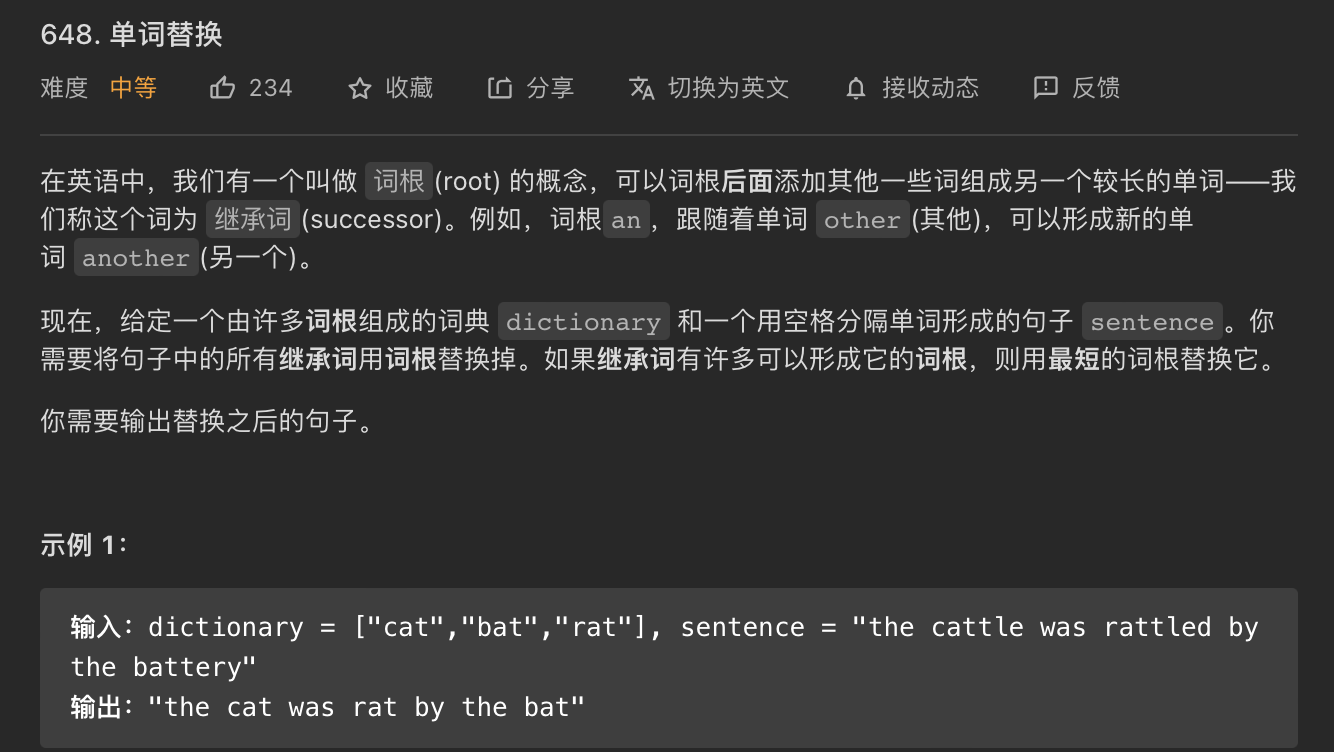 648. 单词替换
难度 中等 234 收藏 分享 切换为英文 接收动态 反馈
在英语中，我们有一个叫做 词根(root) 的概念，可以词根后面添加其他一些词组成另一个较长的单词——我
们称这个词为 继承词(successor)。例如，词根an，跟随着单词 other(其他)，可以形成新的单
词 another(另一个)。
现在，给定一个由许多词根组成的词典 dictionary 和一个用空格分隔单词形成的句子 sentence。你
需要将句子中的所有继承词用词根替换掉。如果继承词有许多可以形成它的词根，则用最短的词根替换它。
你需要输出替换之后的句子。
示例 1：
输入：dictionary = ["cat","bat","rat"], sentence = "the cattle was rattled by
the battery"
输出："the cat was rat by the bat"